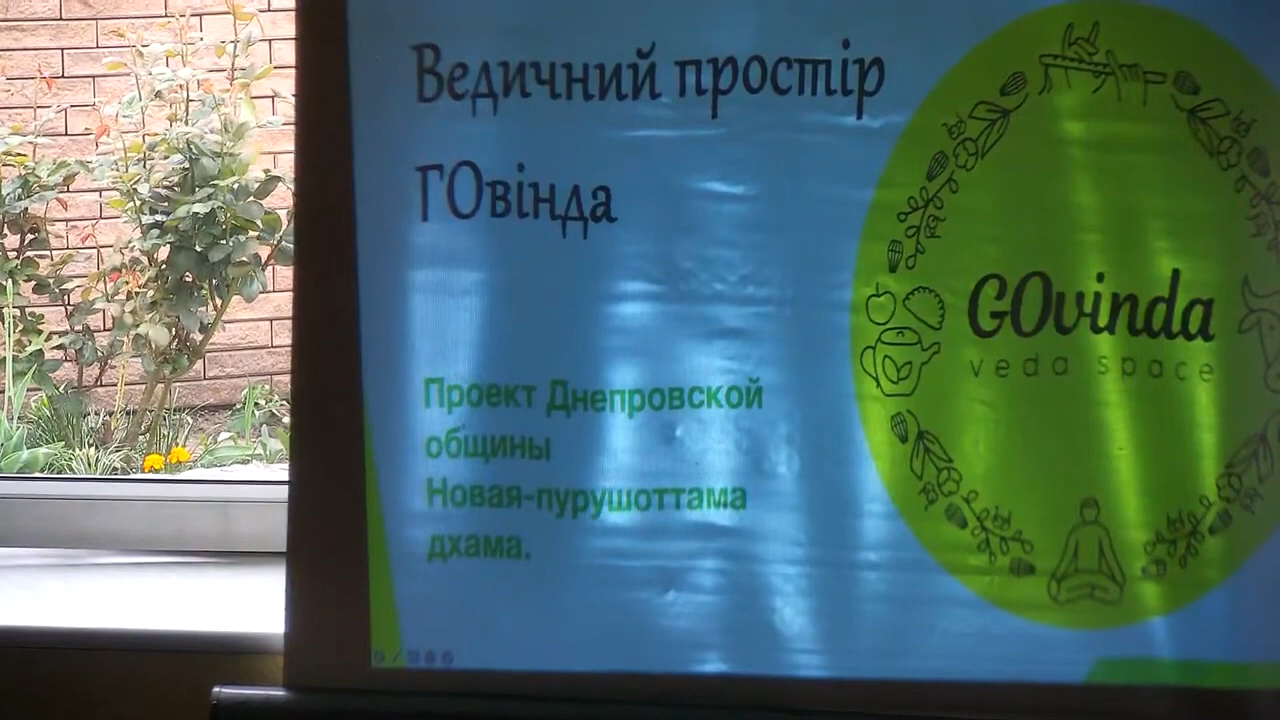 Ведичний простір
ГОвінда
GOvinda
veda space
Проект Днепровской
общины
Новая-пурушоттама
дхама.